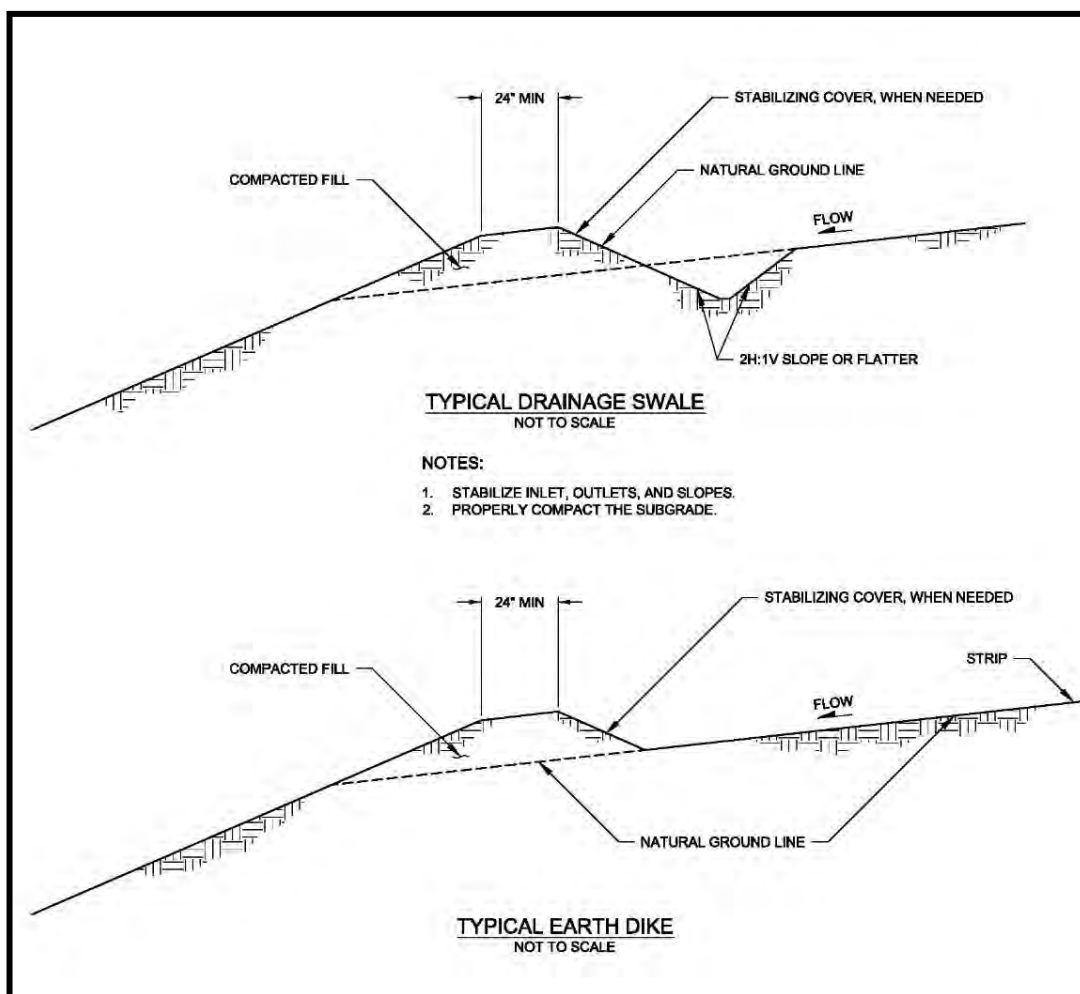 24" MIN
STABILIZING COVER, WHEN NEEDED
COMPACTED FILL
NATURAL GROUND LINE
FLOW
2H:1V SLOPE OR FLATTER
TYPICAL DRAINAGE SWALE
NOT TO SCALE
NOTES:
1. STABILIZE INLET, OUTLETS, AND SLOPES.
2. PROPERLY COMPACT THE SUBGRADE.
24" MIN
STABILIZING COVER, WHEN NEEDED
COMPACTED FILL
STRIP
FLOW
NATURAL GROUND LINE
TYPICAL EARTH DIKE
NOT TO SCALE